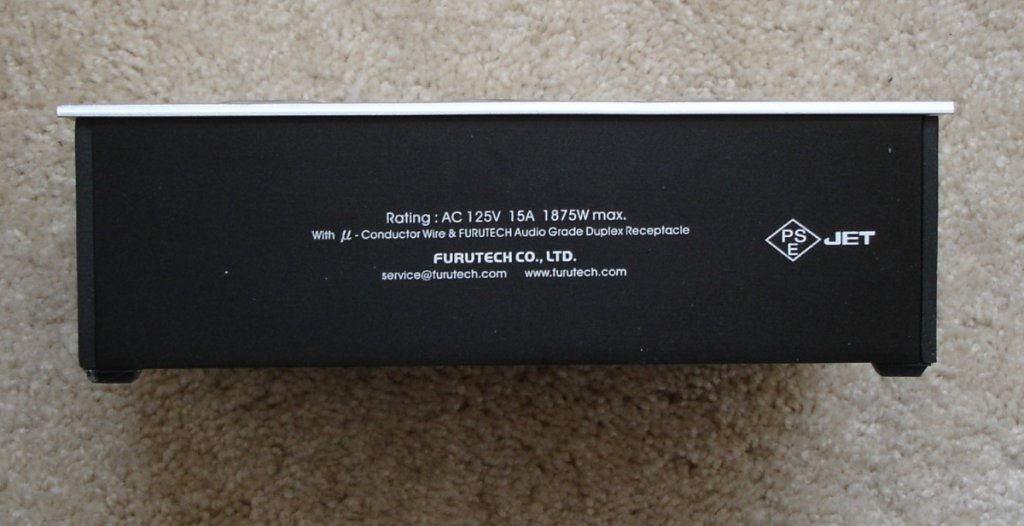 Rating : AC 125V 15A 1875W max.
With μ - Conductor Wire & FURUTECH Audio Grade Duplex Receptacle
FURUTECH CO., LTD.
service@furutech.com www.furutech.com
PS
E
JET